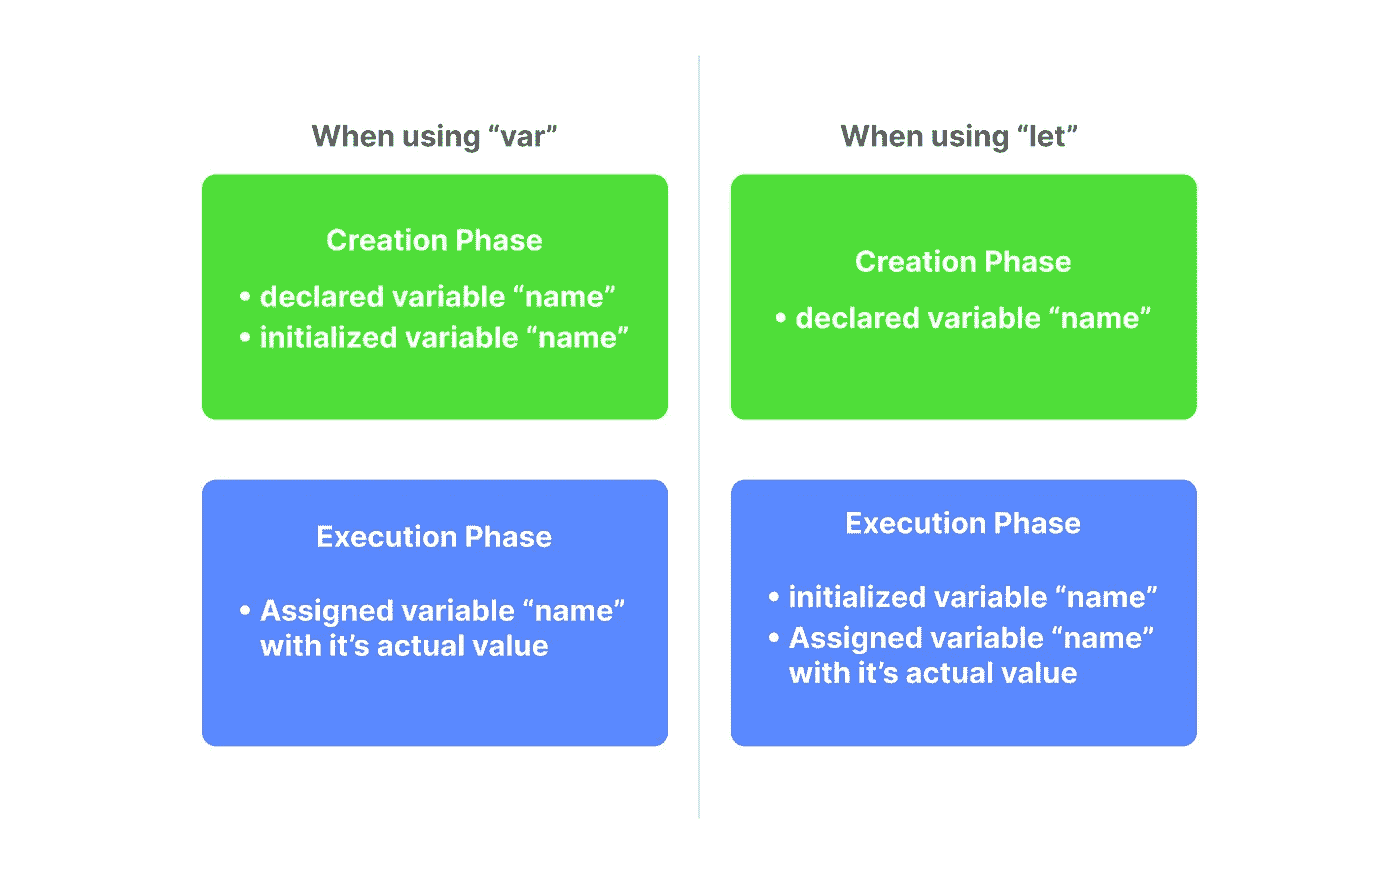 When using “var”
Creation Phase
• declared variable “name”
• initialized variable “name”
Execution Phase
• Assigned variable “name”
with it’s actual value
When using “let”
Creation Phase
• declared variable “name”
Execution Phase
• initialized variable “name”
• Assigned variable “name”
with it’s actual value